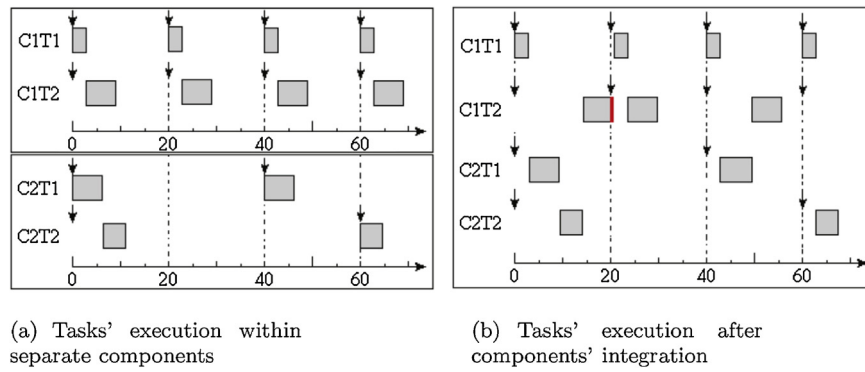 C1T1
C1T2
0 20 40 60
C2T1
C2T2
0 20 40 60
(a) Tasks' execution within
separate components
C1T1
C1T2
C2T1
C2T2
0 20 40 60
(b) Tasks' execution after
components' integration